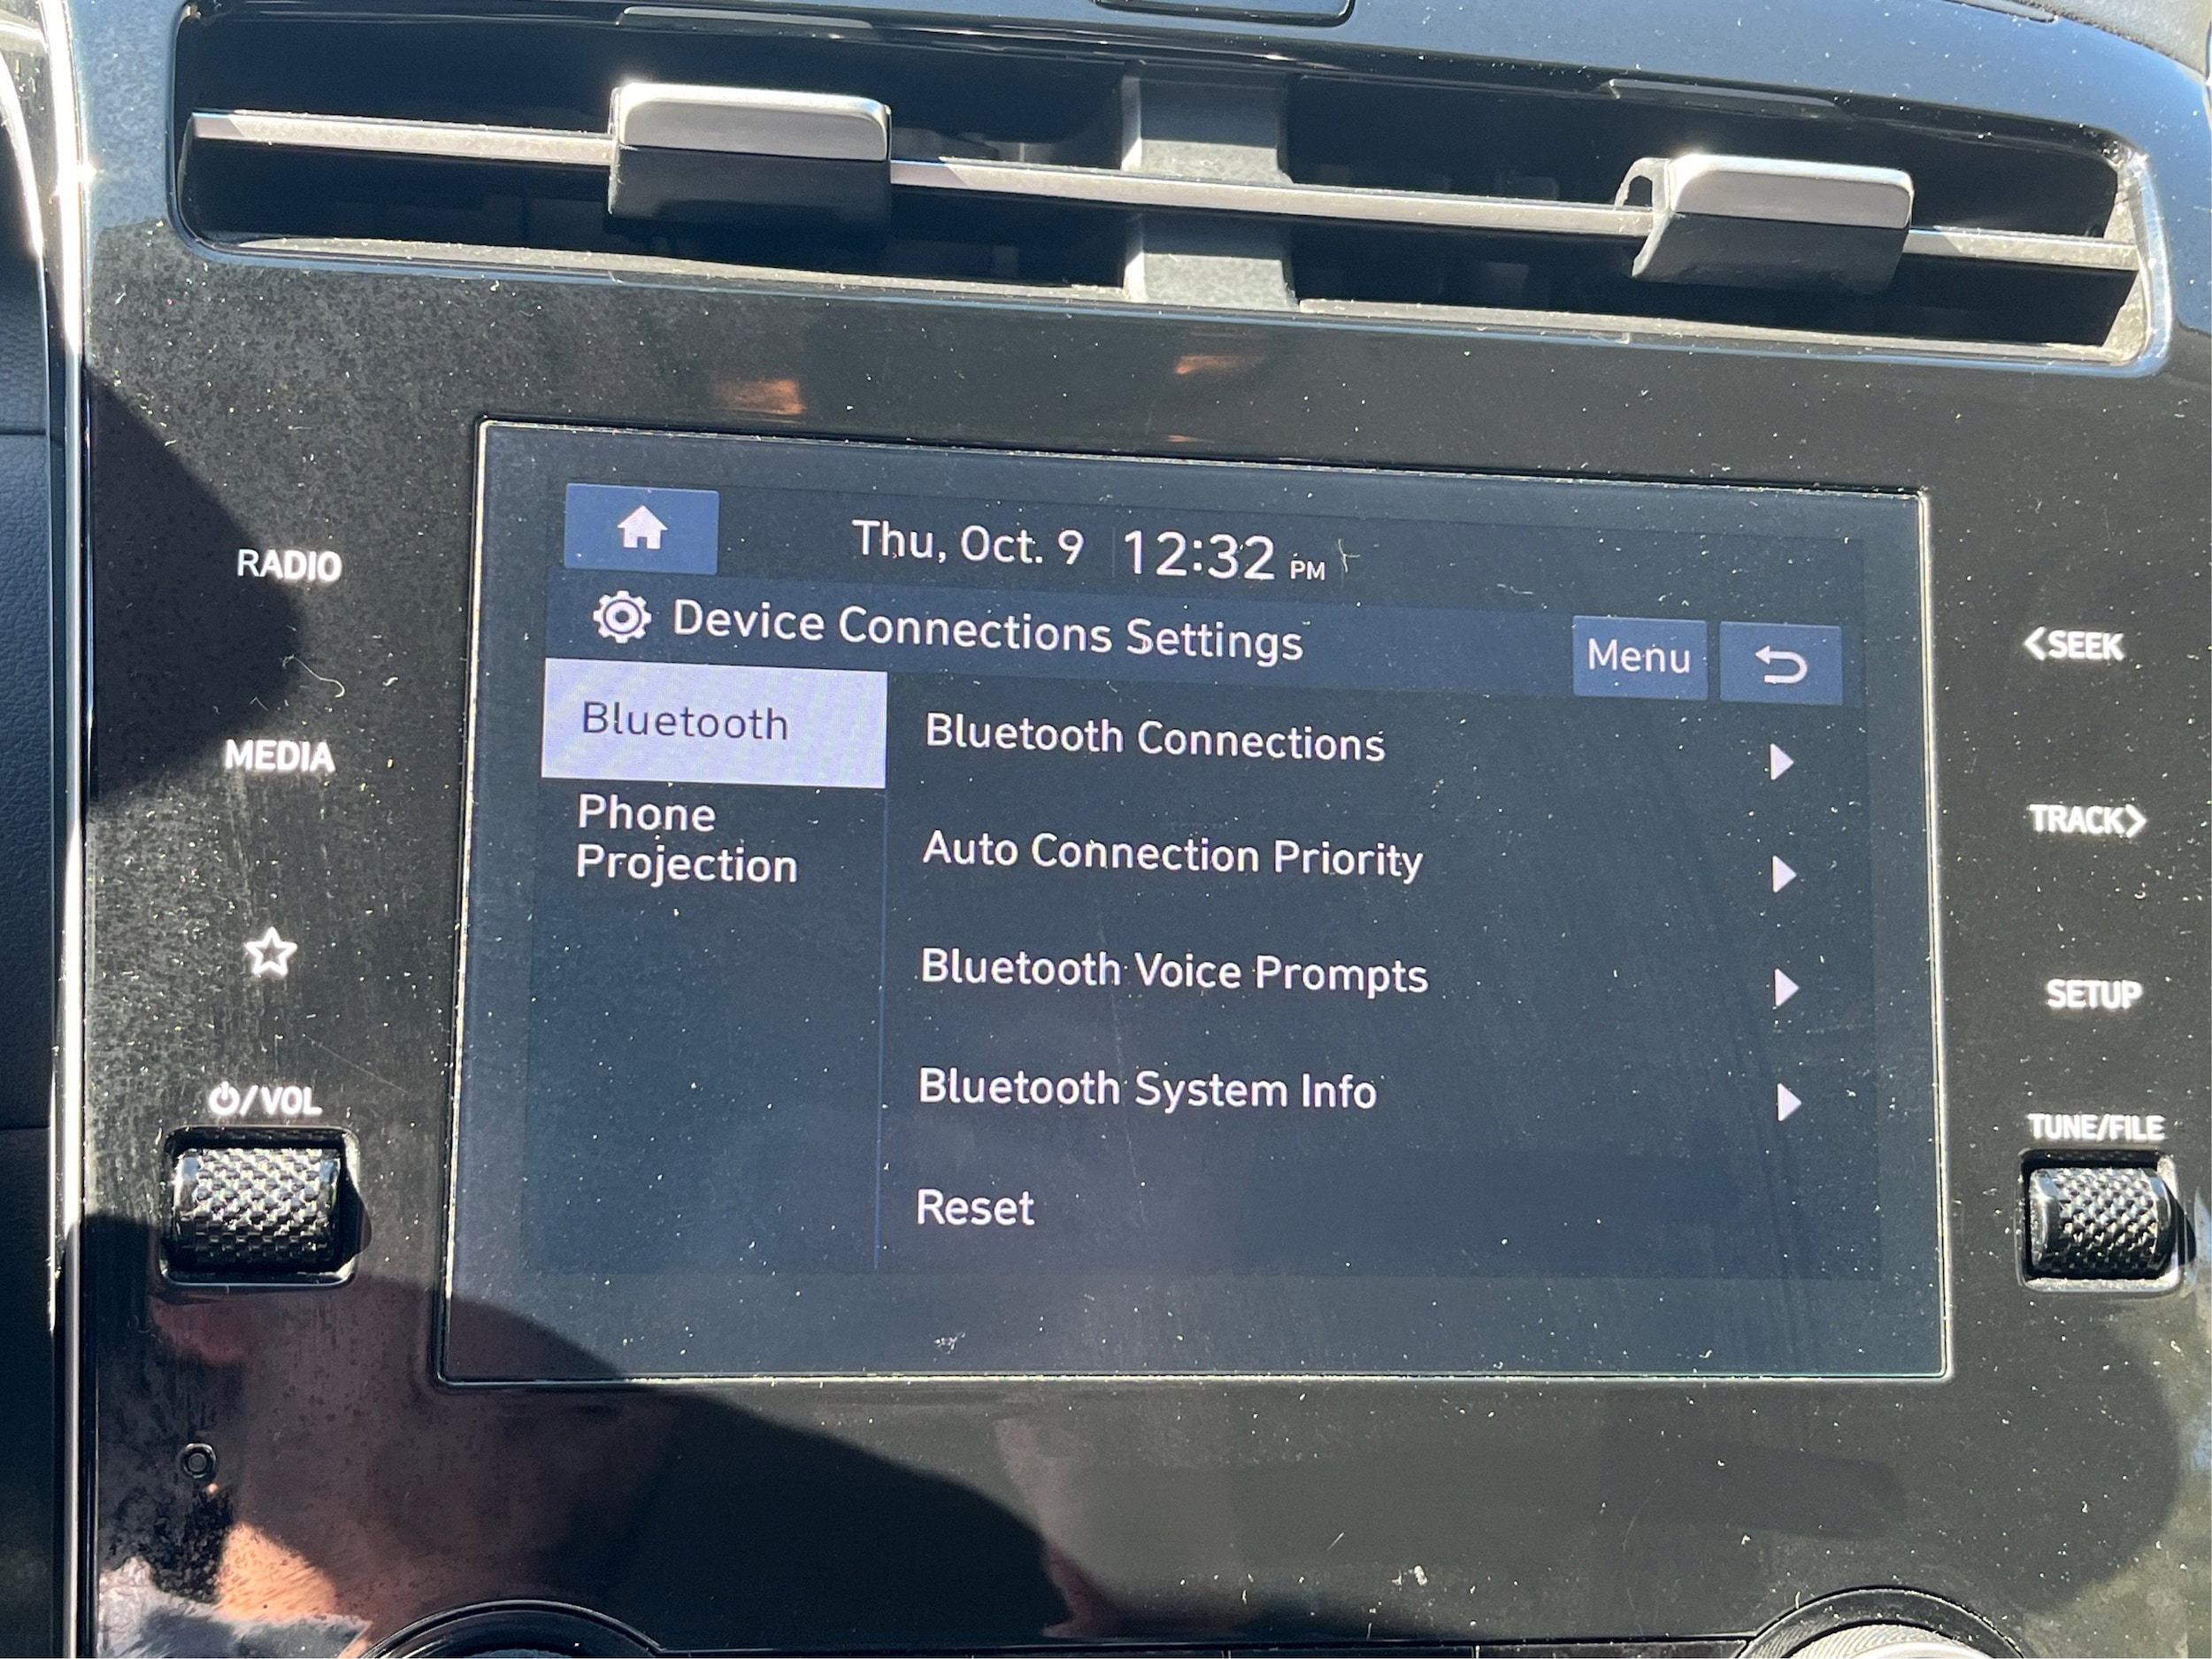 Thu, Oct. 9 12:32 PM
Device Connections Settings
Menu
Bluetooth
Phone
Projection
Bluetooth Connections
Auto Connection Priority
Bluetooth Voice Prompts
Bluetooth System Info
Reset
RADIO
MEDIA
/ VOL
<SEEK
TRACK>
SETUP
TUNE/FILE